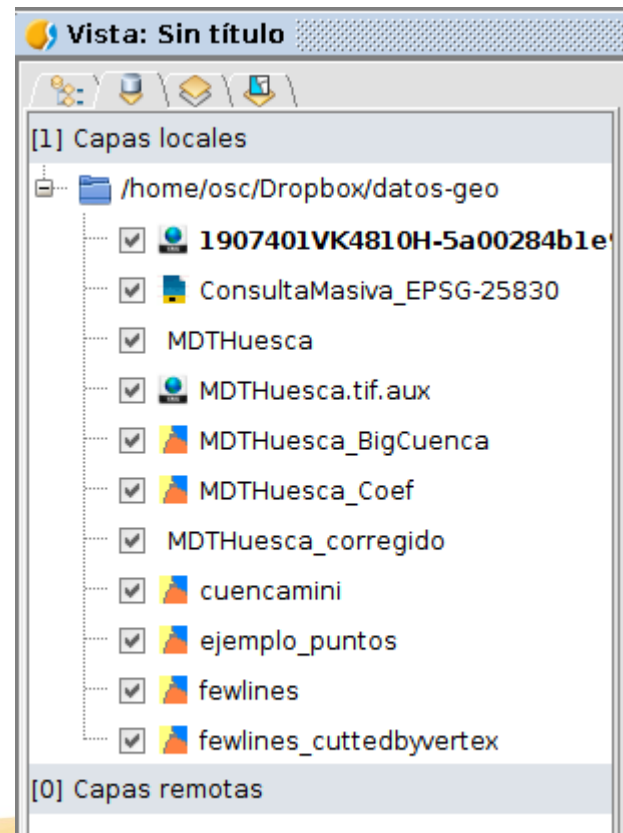 Vista: Sin título
[1] Capas locales
/home/osc/Dropbox/datos-geo
1907401VK4810H-5a00284b1e
ConsultaMasiva_EPSG-25830
MDTHuesca
MDTHuesca.tif.aux
MDTHuesca_BigCuenca
MDTHuesca_Coef
MDTHuesca_corregido
cuencamini
ejemplo_puntos
fewlines
fewlines_cuttedbyvertex
[0] Capas remotas